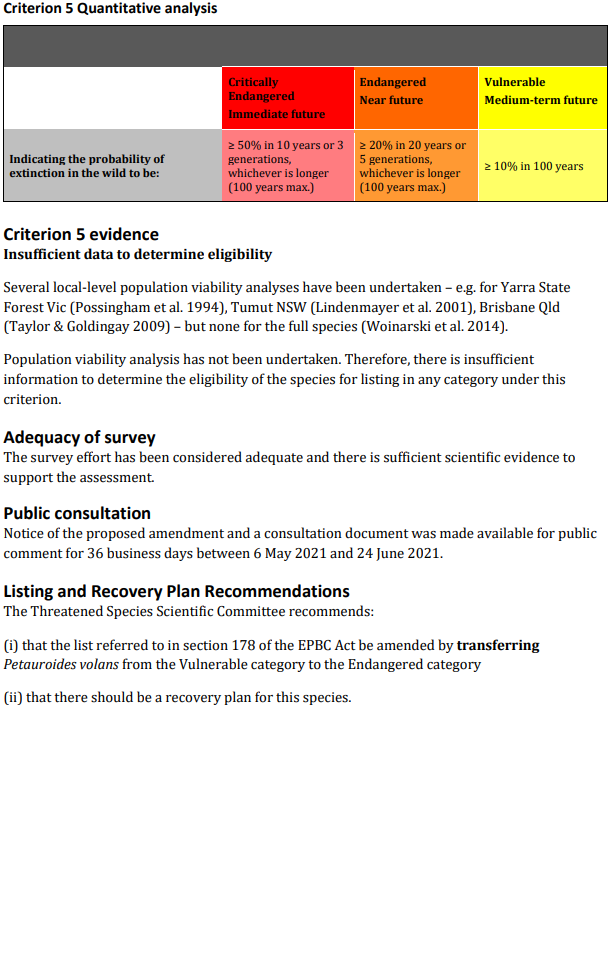 Criterion 5 Quantitative analysis
Critically
Endangered
Immediate future
Endangered
Near future
Vulnerable
Medium-term future
Indicating the probability of
extinction in the wild to be:
≥ 50% in 10 years or 3
generations,
whichever is longer
(100 years max.)
≥ 20% in 20 years or
5 generations,
whichever is longer
(100 years max.)
≥ 10% in 100 years
Criterion 5 evidence
Insufficient data to determine eligibility
Several local-level population viability analyses have been undertaken – e.g. for Yarra State
Forest Vic (Possingham et al. 1994), Tumut NSW (Lindenmayer et al. 2001), Brisbane Qld
(Taylor & Goldingay 2009) – but none for the full species (Woinarski et al. 2014).
Population viability analysis has not been undertaken. Therefore, there is insufficient
information to determine the eligibility of the species for listing in any category under this
criterion.
Adequacy of survey
The survey effort has been considered adequate and there is sufficient scientific evidence to
support the assessment.
Public consultation
Notice of the proposed amendment and a consultation document was made available for public
comment for 36 business days between 6 May 2021 and 24 June 2021.
Listing and Recovery Plan Recommendations
The Threatened Species Scientific Committee recommends:
(i) that the list referred to in section 178 of the EPBC Act be amended by transferring
Petauroides volans from the Vulnerable category to the Endangered category
(ii) that there should be a recovery plan for this species.